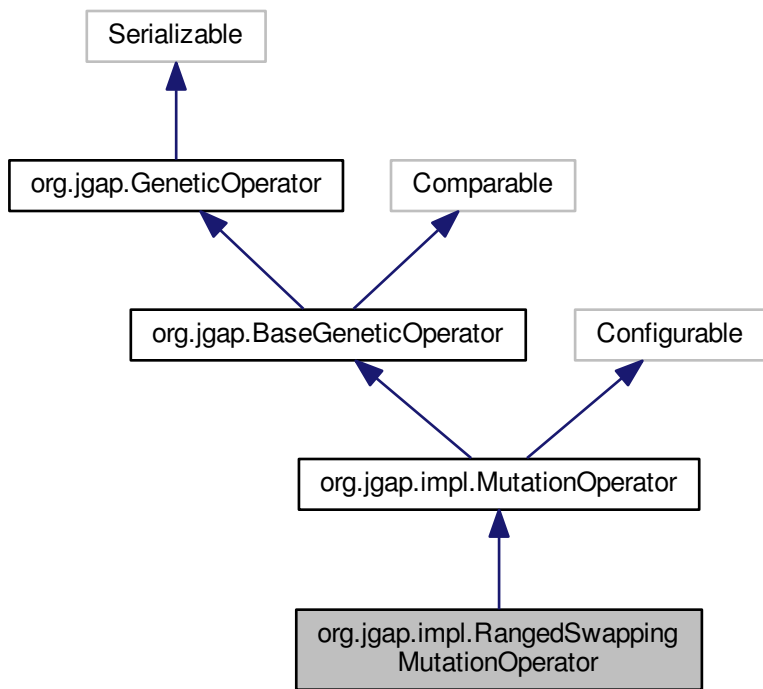 Serializable
org.jgap.GeneticOperator
Comparable
org.jgap.BaseGeneticOperator
Configurable
org.jgap.impl.MutationOperator
org.jgap.impl.RangedSwapping
MutationOperator